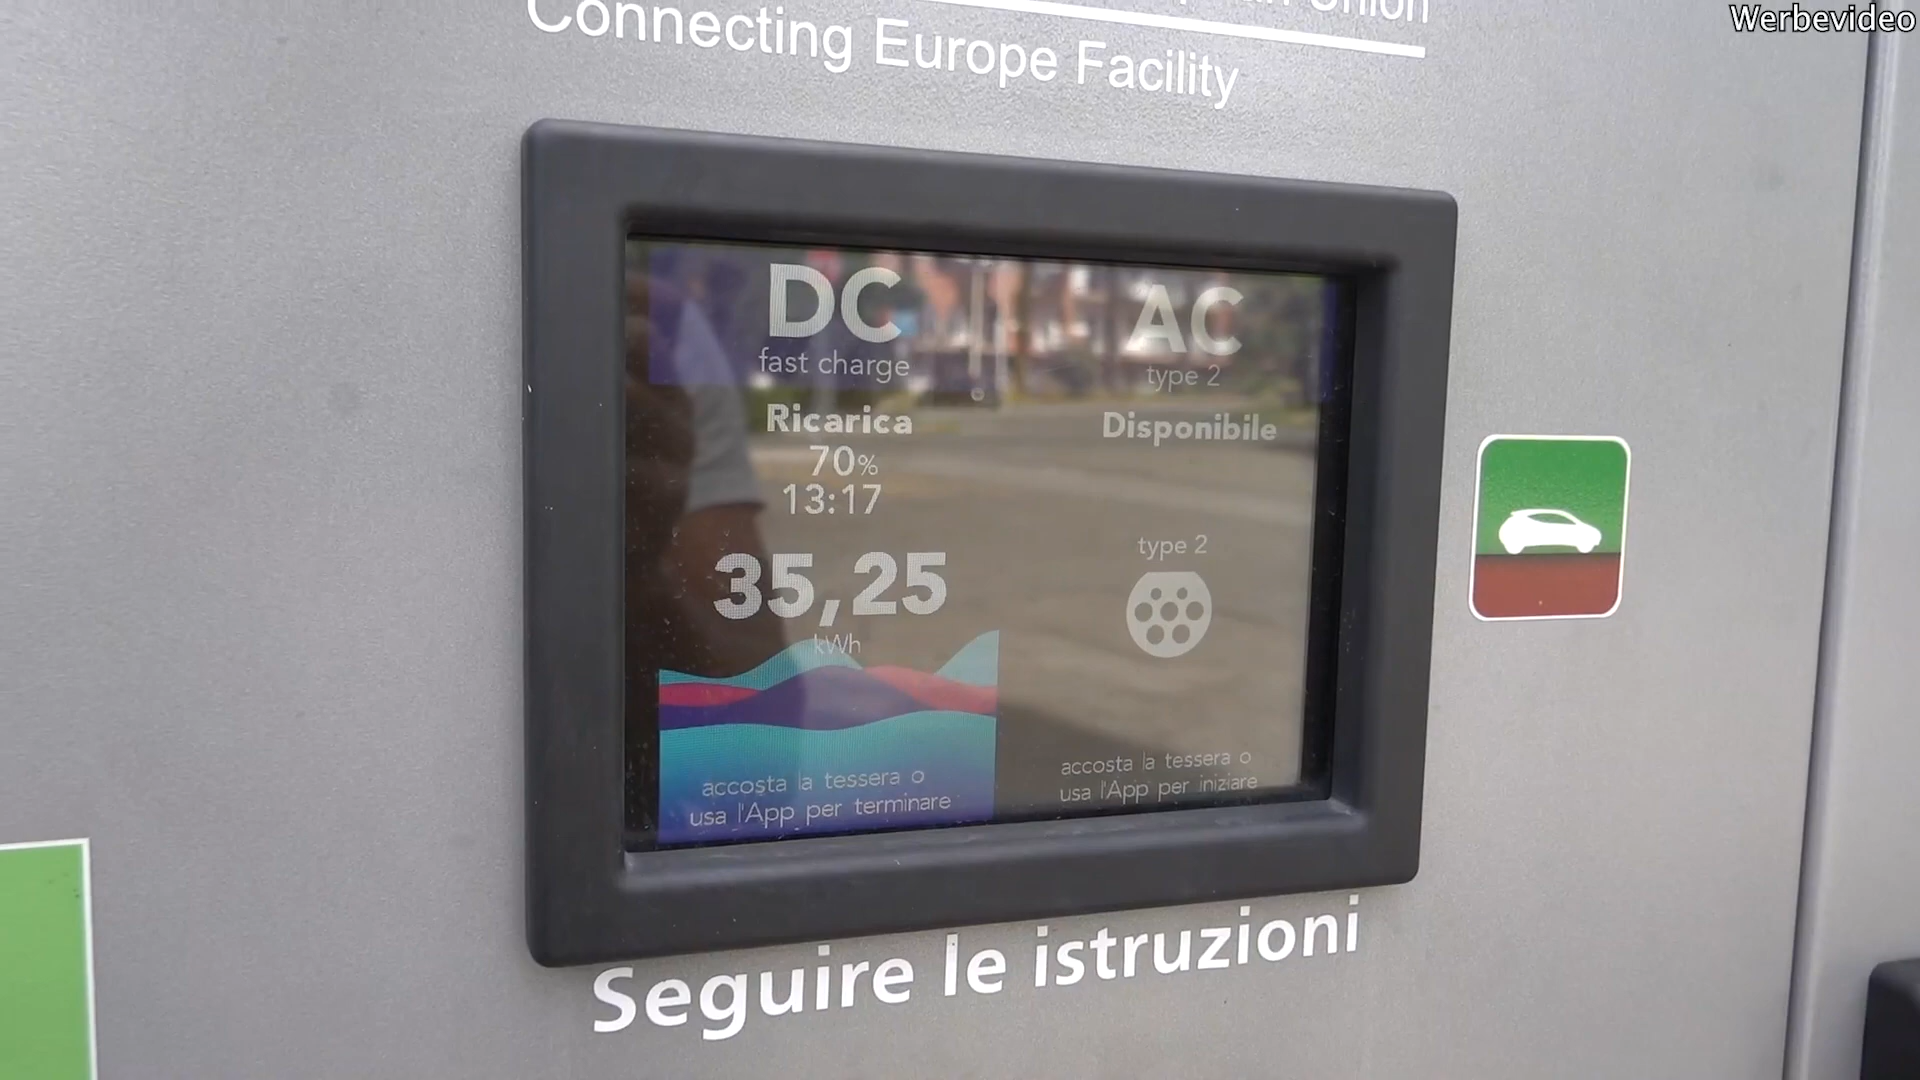 Werbevideo
Union
Connecting Europe Facility
DC
fast charge
Ricarica
70%
13:17
35,25
kWh
accosta la tessera o
usa l'App per terminare
AC
type 2
Disponibile
type 2
accosta la tessera o
usa l'App per iniziare
Seguire le istruzioni